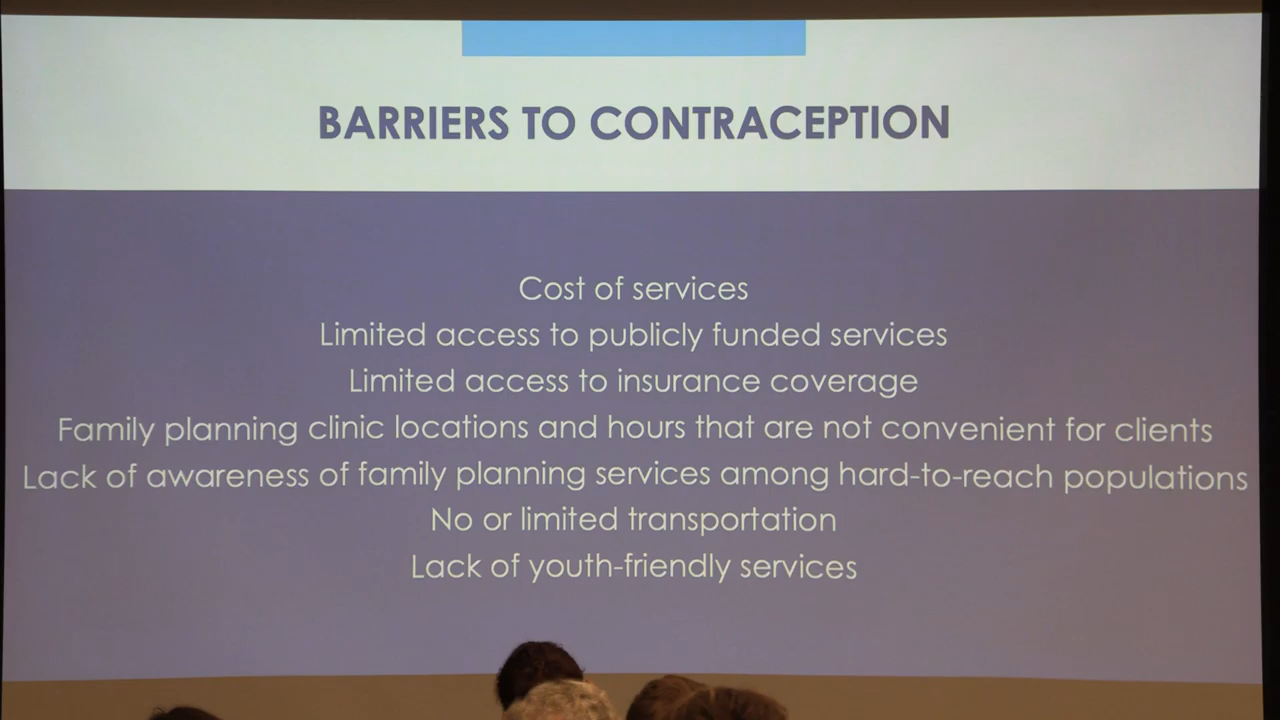 BARRIERS TO CONTRACEPTION
Cost of services
Limited access to publicly funded services
Limited access to insurance coverage
Family planning clinic locations and hours that are not convenient for clients
Lack of awareness of family planning services among hard-to-reach populations
No or limited transportation
Lack of youth-friendly services